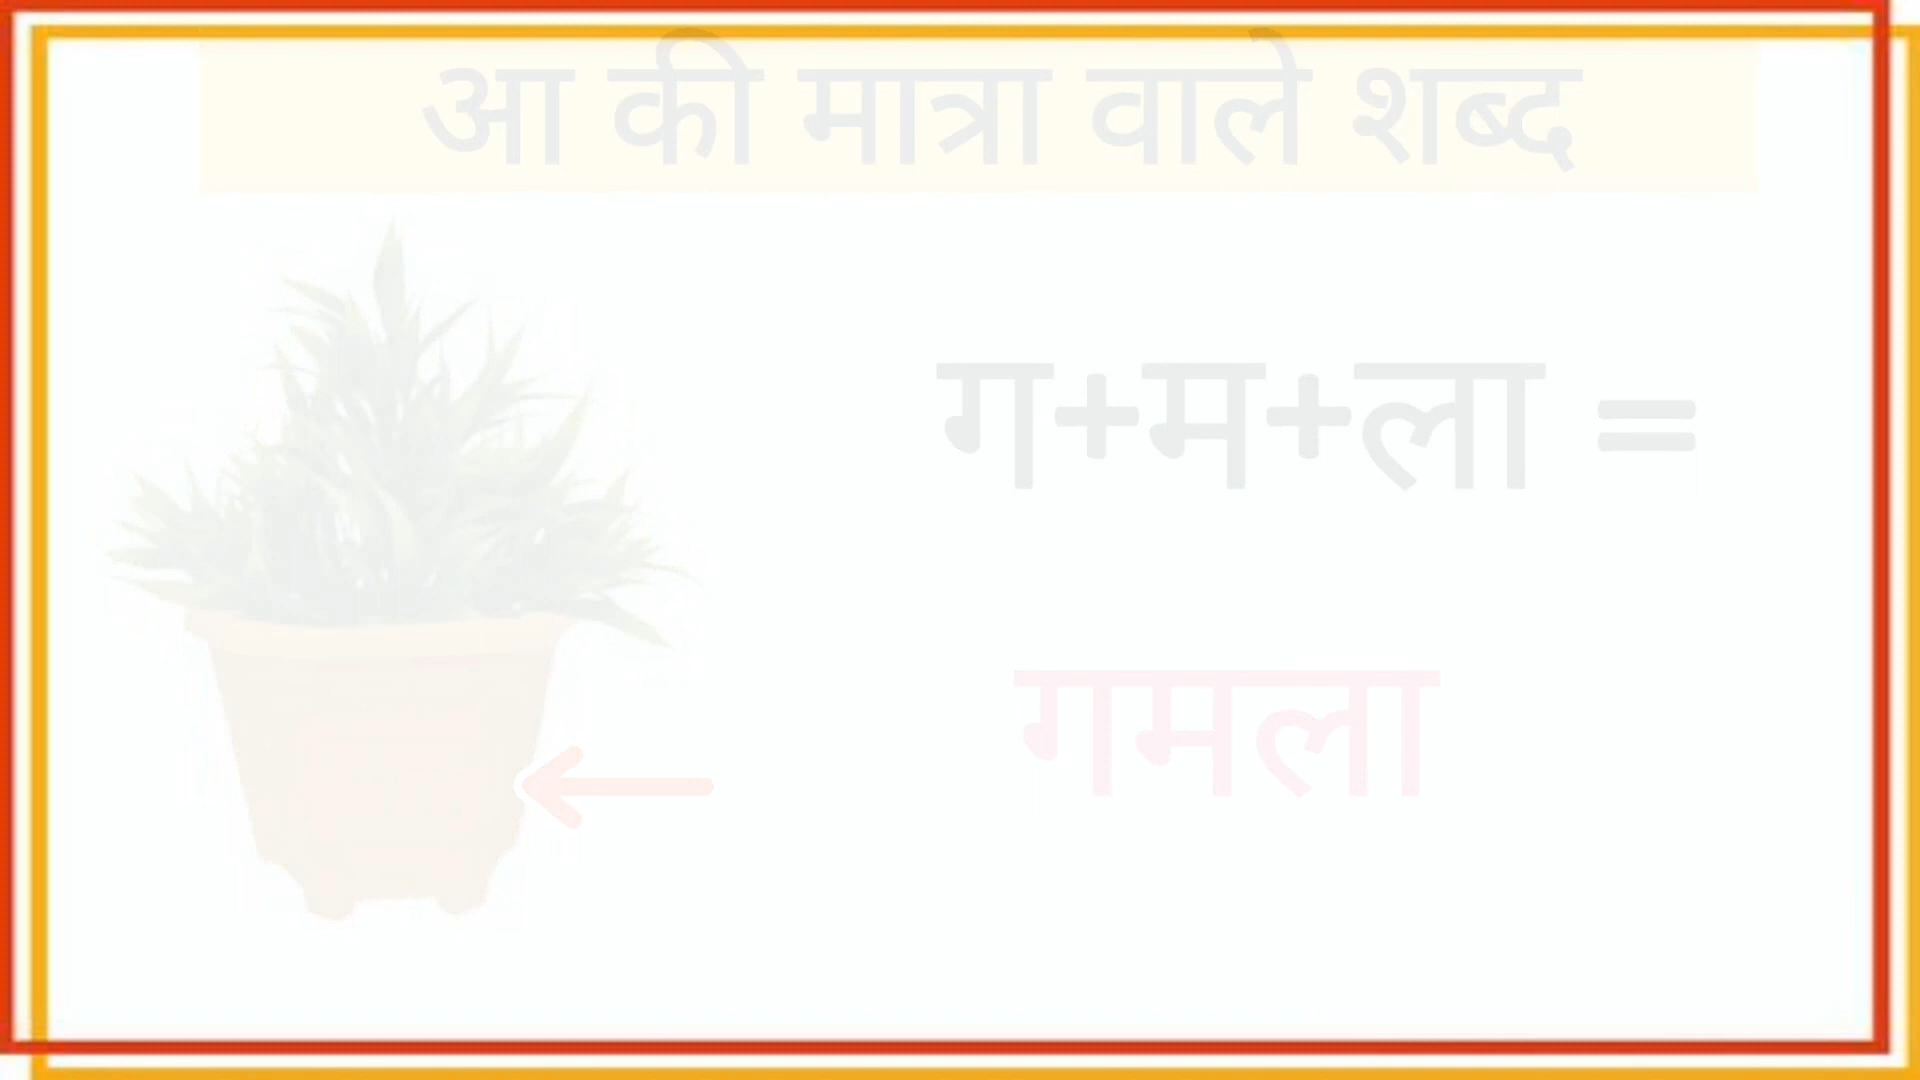 आ की मात्रा वाले शब्द
ग+म+ला =
गमला